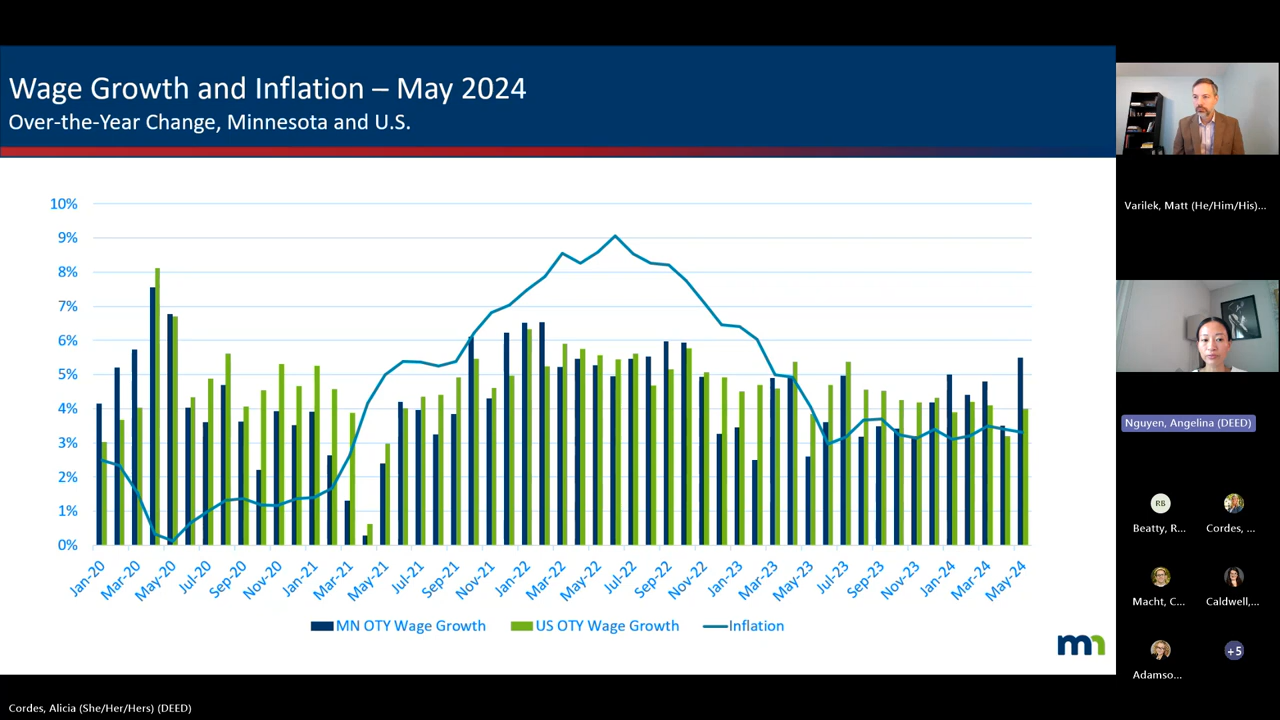 Wage Growth and Inflation – May 2024
Over-the-Year Change, Minnesota and U.S.
10%
9%
8%
7%
6%
5%
4%
3%
2%
1%
0%
Jan-20
Mar-20
May-20
Jul-20
Sep-20
Nov-20
Jan-21
Mar-21
May-21
Jul-21
Sep-21
Nov-21
Jan-22
Mar-22
May-22
Jul-22
Sep-22
Nov-22
Jan-23
Mar-23
May-23
Jul-23
Sep-23
Nov-23
Jan-24
Mar-24
May-24
MN OTY Wage Growth
US OTY Wage Growth
Inflation
mn
Varilek, Matt (He/Him/His)...
Nguyen, Angelina (DEED)
RB
Beatty, R...
Cordes, ...
Macht, C...
Caldwell,...
Adamso...
+5
Cordes, Alicia (She/Her/Hers) (DEED)